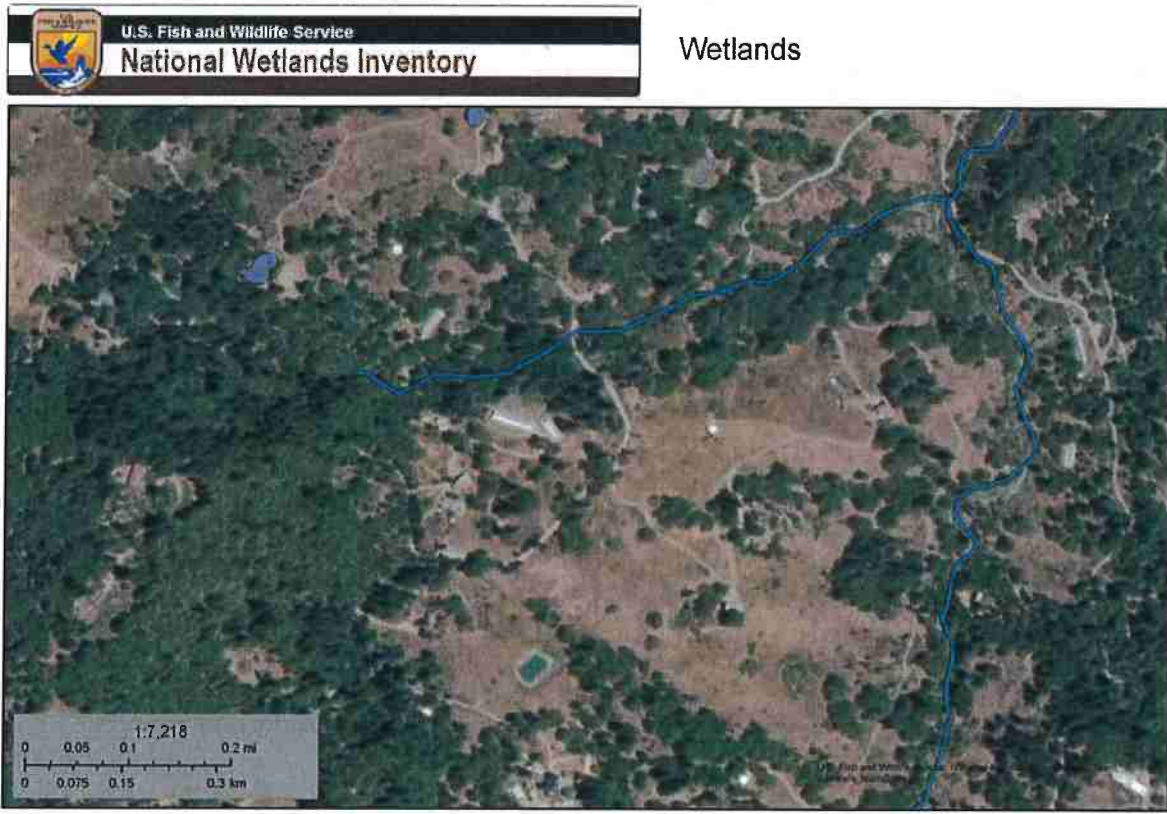 U.S. Fish and Wildlife Service
National Wetlands Inventory
Wetlands
1:7,218
0 0.05 0.1 0.2 mi
0 0.075 0.15 0.3 km